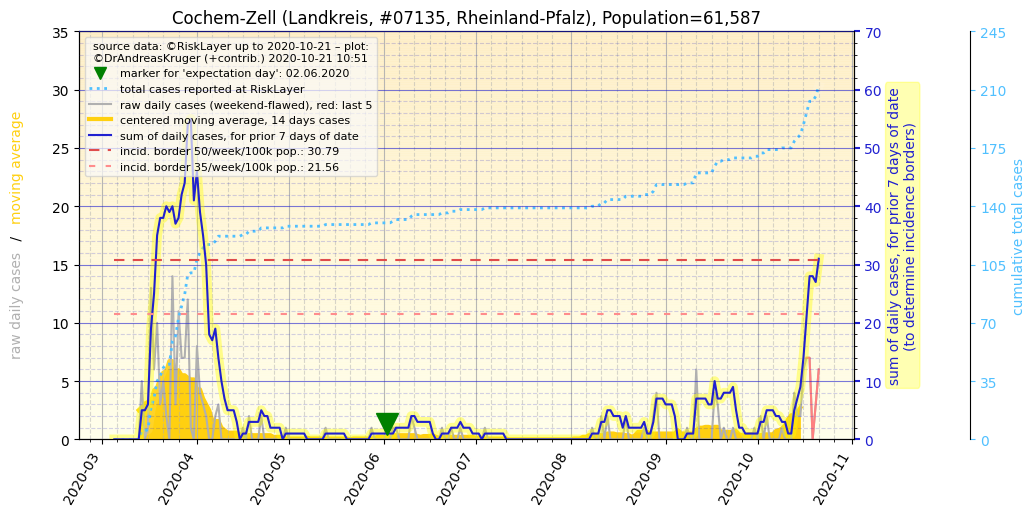 Cochem-Zell (Landkreis, #07135, Rheinland-Pfalz), Population=61,587
source data: ©RiskLayer up to 2020-10-21 – plot:
©DrAndreasKruger (+contrib.) 2020-10-21 10:51
marker for 'expectation day': 02.06.2020
total cases reported at RiskLayer
raw daily cases (weekend-flawed), red: last 5
centered moving average, 14 days cases
sum of daily cases, for prior 7 days of date
incid. border 50/week/100k pop.: 30.79
incid. border 35/week/100k pop.: 21.56
raw daily cases / moving average
35
30
25
20
15
10
5
0
70
60
50
40
30
20
10
0
sum of daily cases, for prior 7 days of date
(to determine incidence borders)
245
210
175
140
105
70
35
0
cumulative total cases
2020-03
2020-04
2020-05
2020-06
2020-07
2020-08
2020-09
2020-10
2020-11